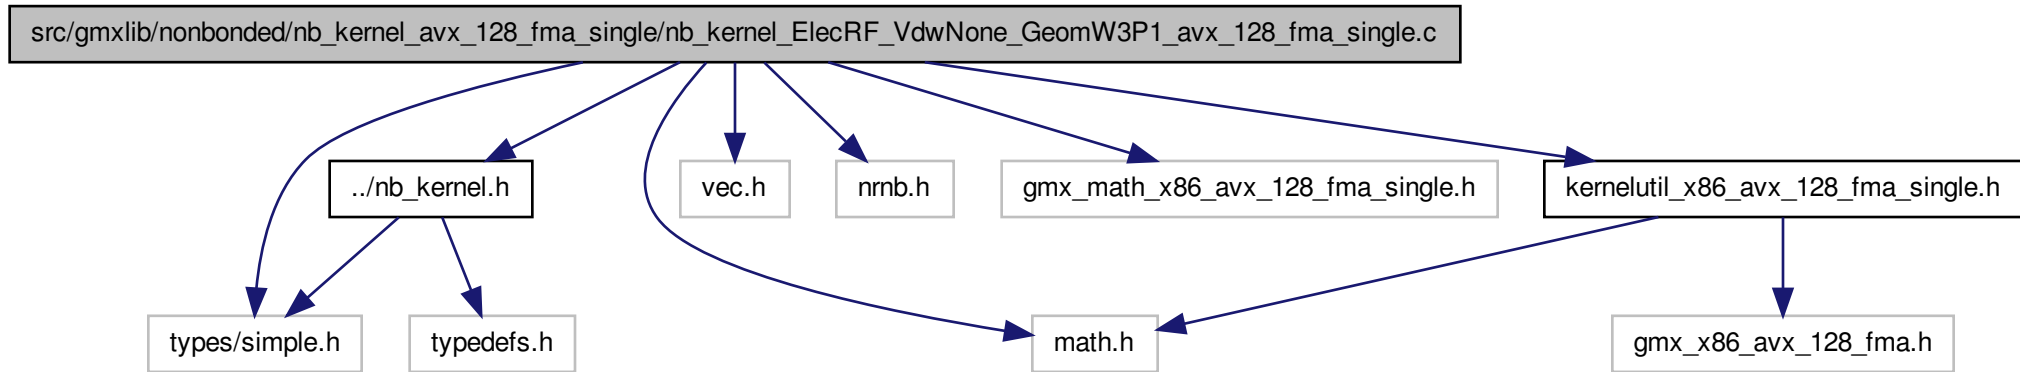 src/gmxlib/nonbonded/nb_kernel_avx_128_fma_single/nb_kernel_ElecRF_VdwNone_GeomW3P1_avx_128_fma_single.c
../nb_kernel.h
vec.h
nrnb.h
gmx_math_x86_avx_128_fma_single.h
kernelutil_x86_avx_128_fma_single.h
types/simple.h
typedefs.h
math.h
gmx_x86_avx_128_fma.h